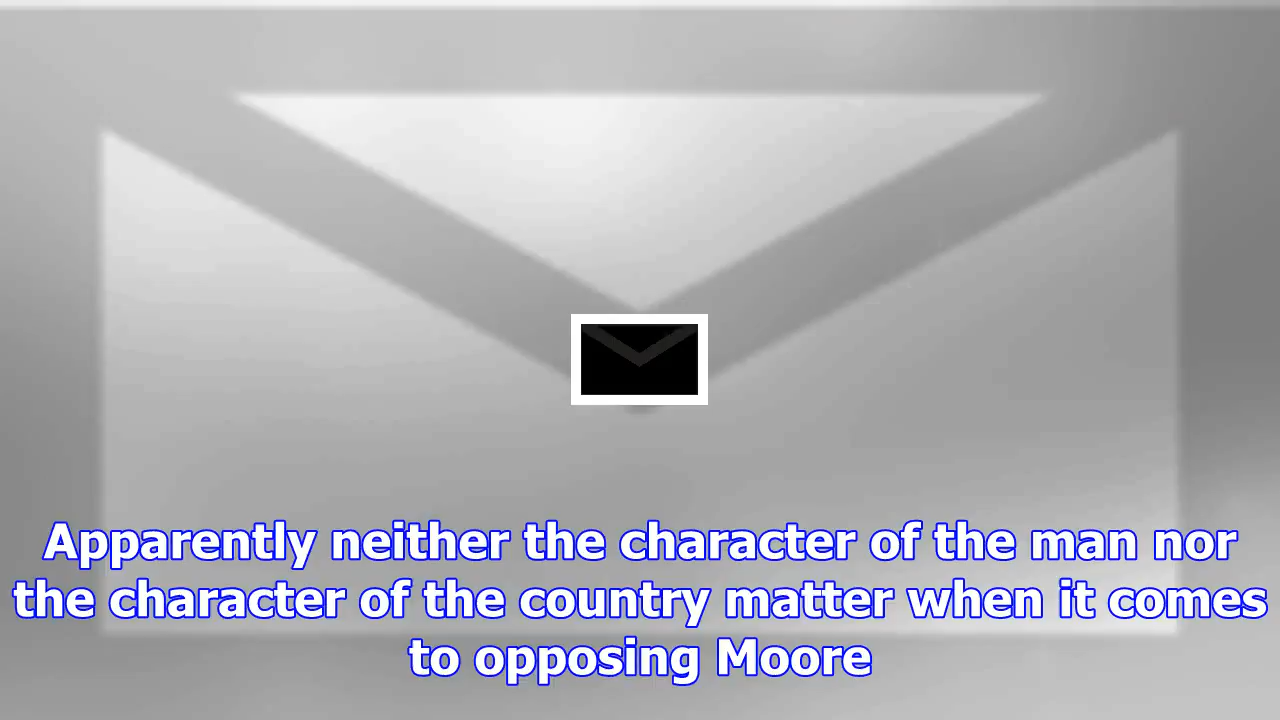 Apparently neither the character of the man nor
the character of the country matter when it comes
to opposing Moore